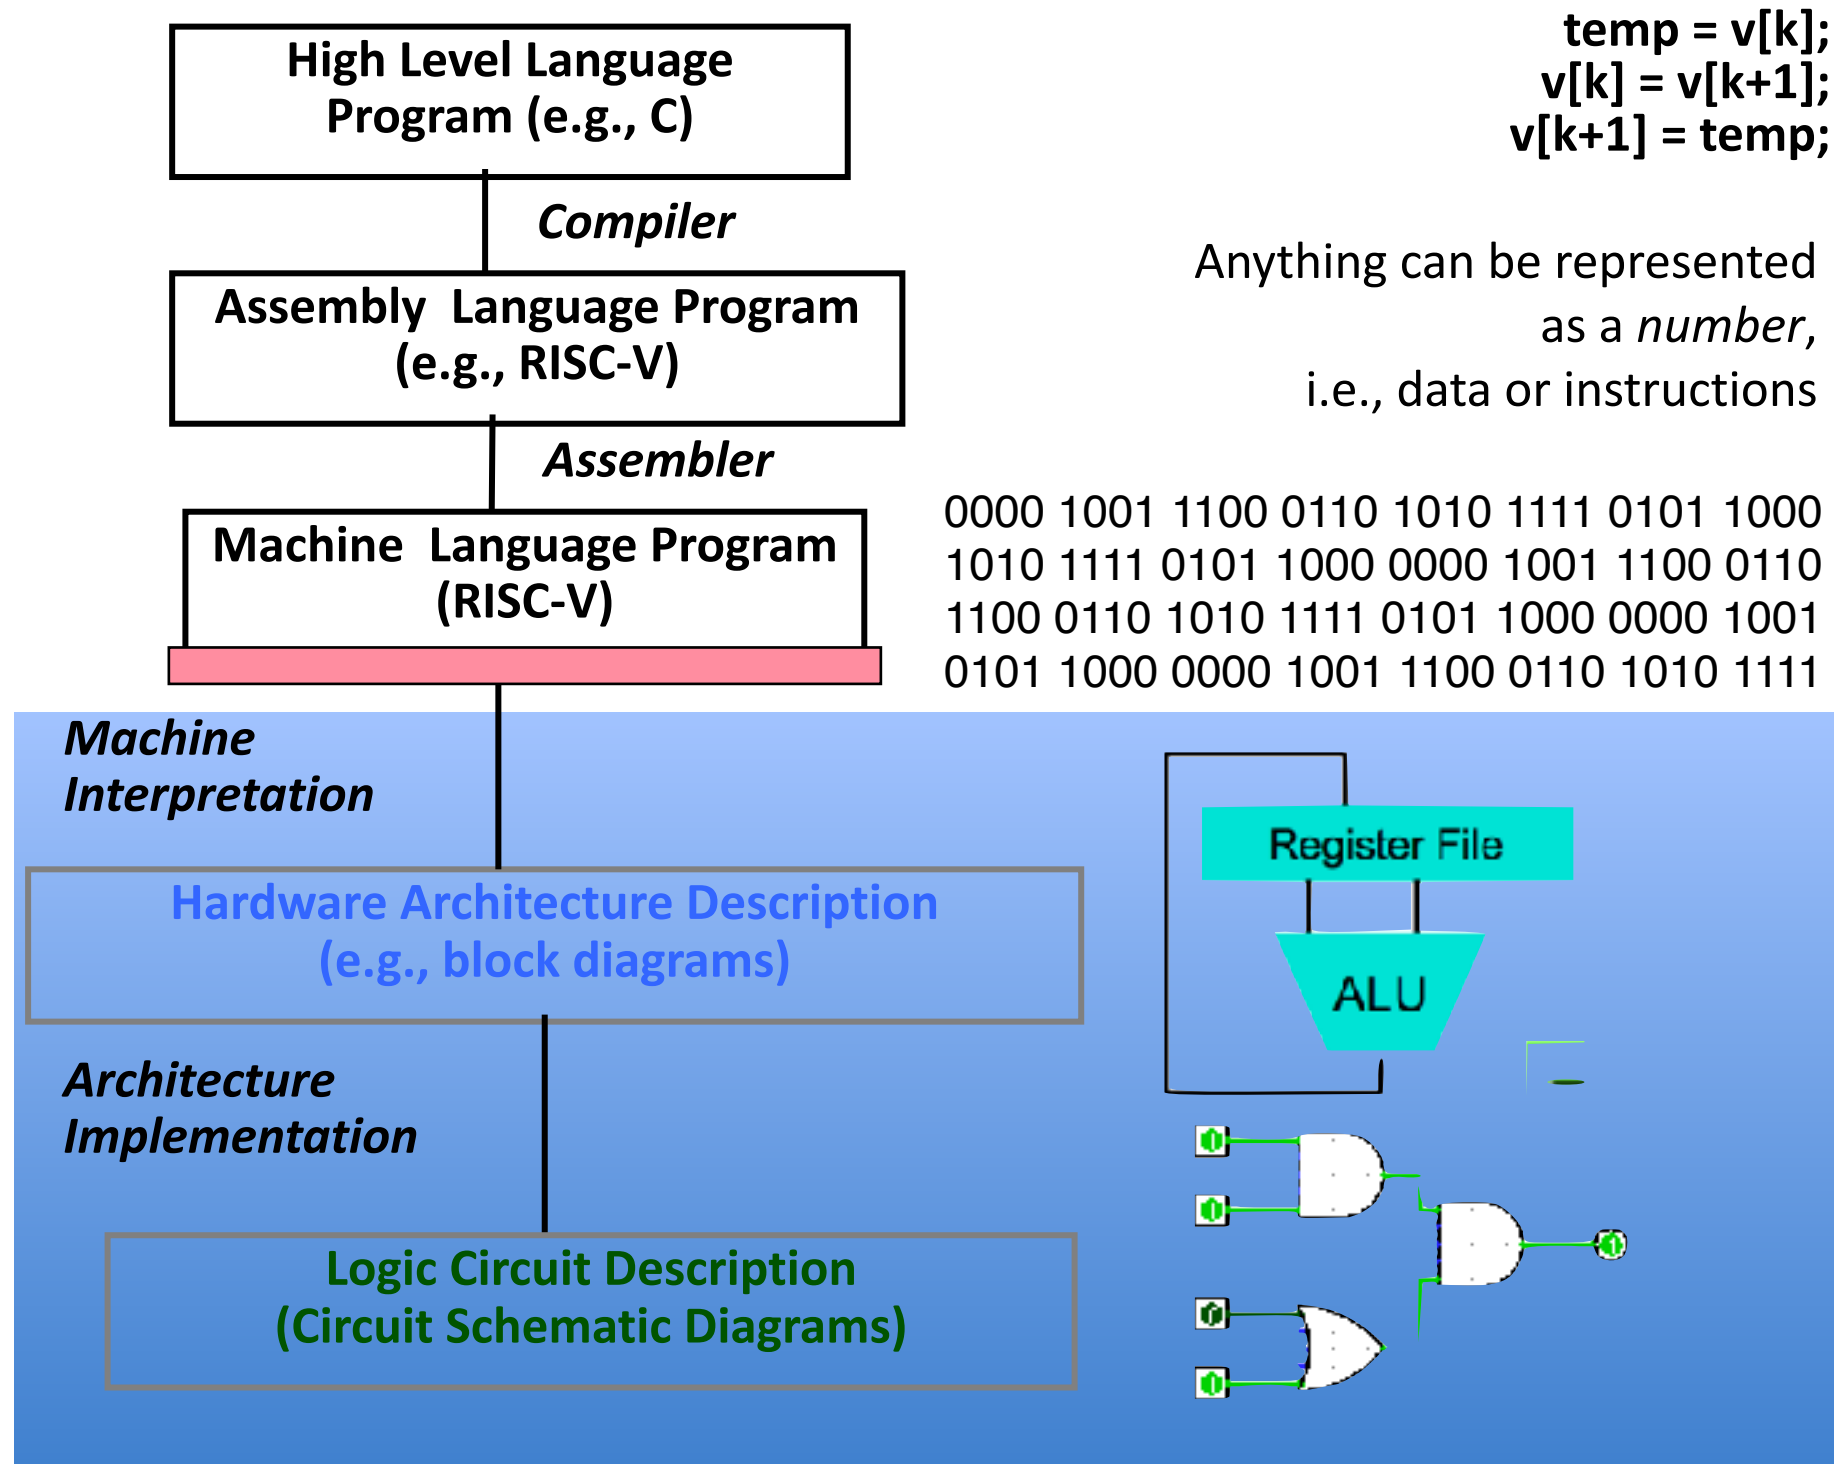 High Level Language
Program (e.g., C)
temp = v[k];
v[k] = v[k+1];
v[k+1] = temp;
Compiler
Assembly Language Program
(e.g., RISC-V)
Anything can be represented
as a number,
i.e., data or instructions
Assembler
Machine Language Program
(RISC-V)
0000 1001 1100 0110 1010 1111 0101 1000
1010 1111 0101 1000 0000 1001 1100 0110
1100 0110 1010 1111 0101 1000 0000 1001
0101 1000 0000 1001 1100 0110 1010 1111
Machine
Interpretation
Register File
ALU
Hardware Architecture Description
(e.g., block diagrams)
Architecture
Implementation
1
1
1
1
Logic Circuit Description
(Circuit Schematic Diagrams)